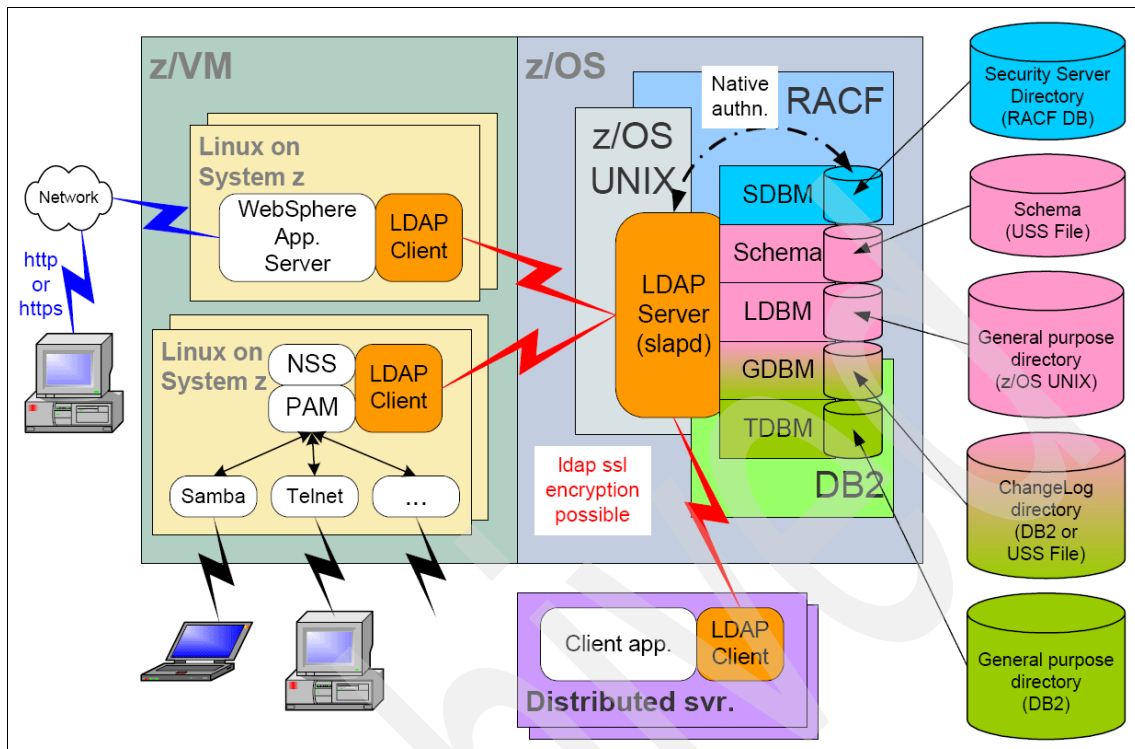 z/VM
z/OS
Linux on
System z
WebSphere
App.
Server
LDAP
Client
Network
http
or
https
Linux on
System z
NSS
PAM
LDAP
Client
Samba
Telnet
...
Native
authn.
RACF
z/OS
UNIX
LDAP
Server
(slapd)
SDBM
Schema
LDBM
GDBM
TDBM
DB2
ldap ssl
encryption
possible
Client app.
LDAP
Client
Distributed svr.
Security Server
Directory
(RACF DB)
Schema
(USS File)
General purpose
directory
(z/OS UNIX)
ChangeLog
directory
(DB2 or
USS File)
General purpose
directory
(DB2)